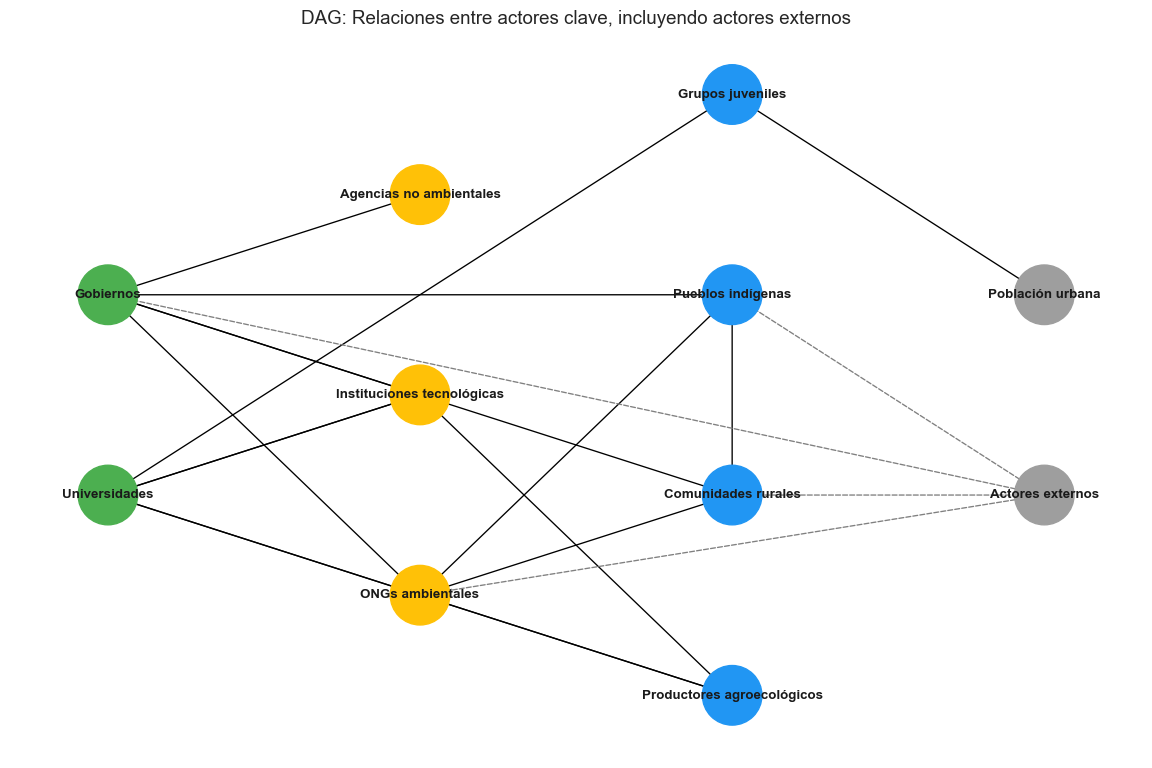 DAG: Relaciones entre actores clave, incluyendo actores externos
Grupos juveniles
Agencias no ambientales
Gobiernos
Pueblos indígenas
Población urbana
Instituciones tecnológicas
Universidades
Comunidades rurales
Actores externos
ONGs ambientales
Productores agroecológicos